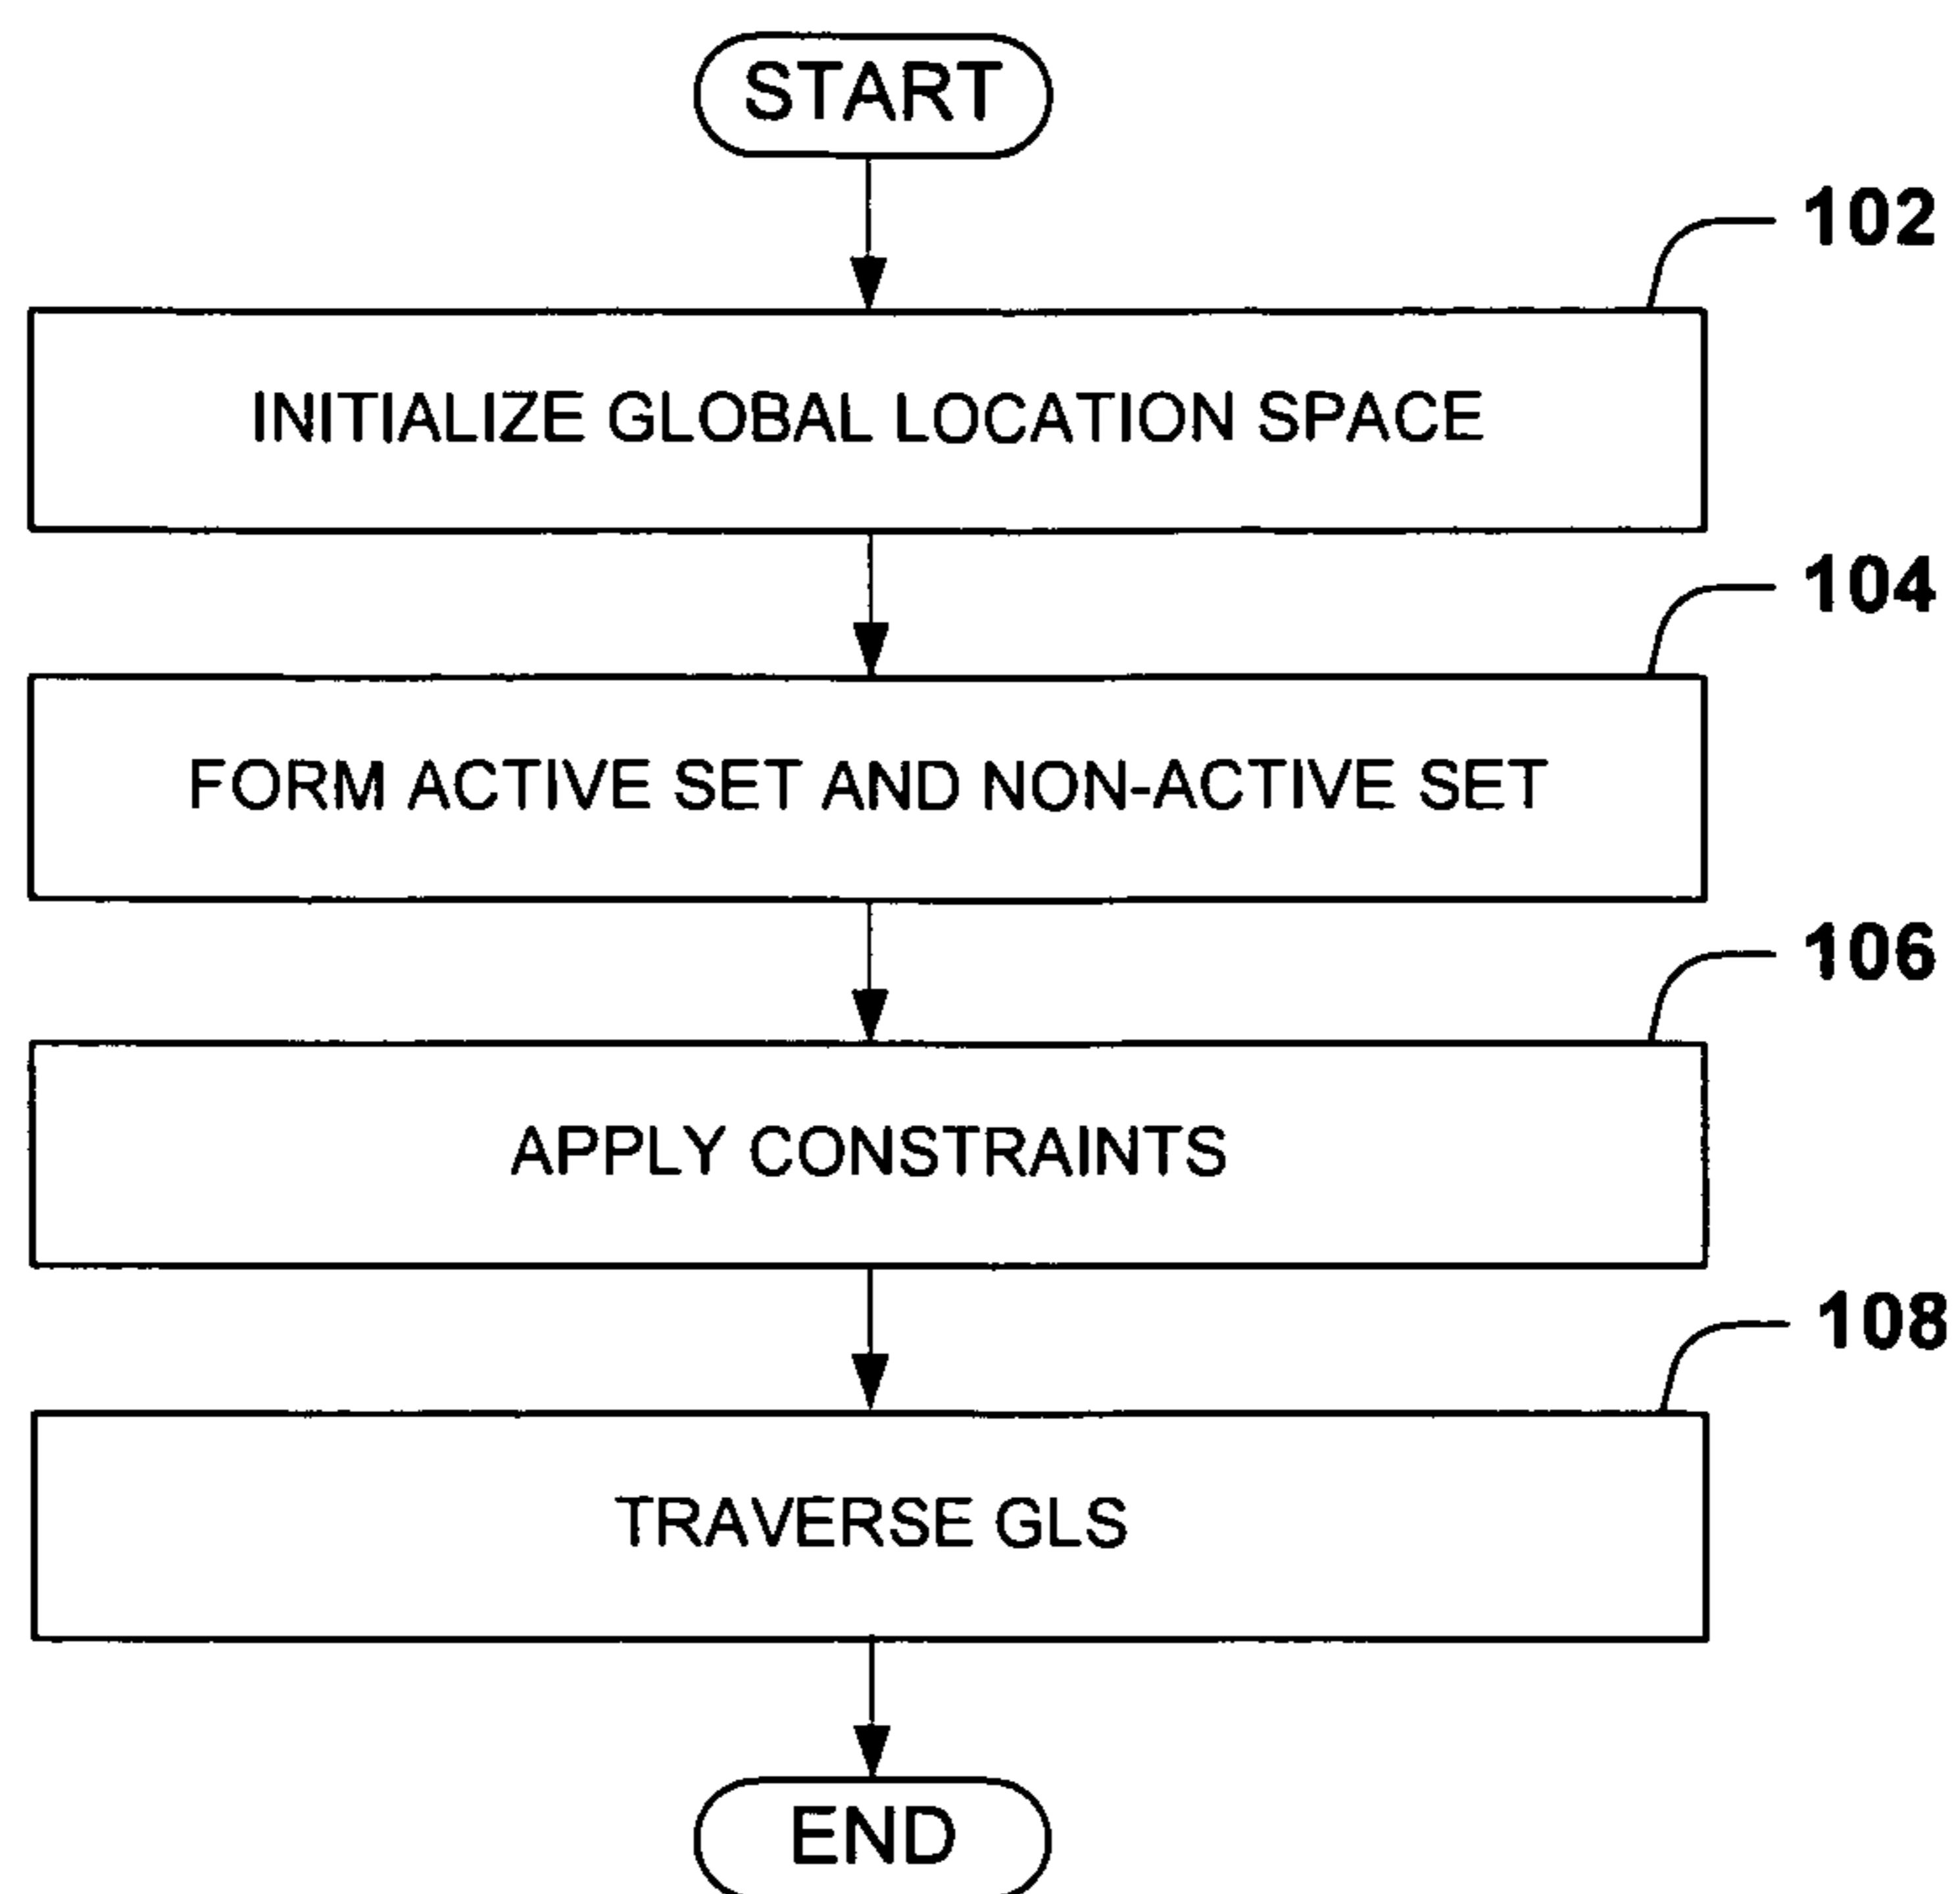 START
102
INITIALIZE GLOBAL LOCATION SPACE
104
FORM ACTIVE SET AND NON-ACTIVE SET
106
APPLY CONSTRAINTS
108
TRAVERSE GLS
END